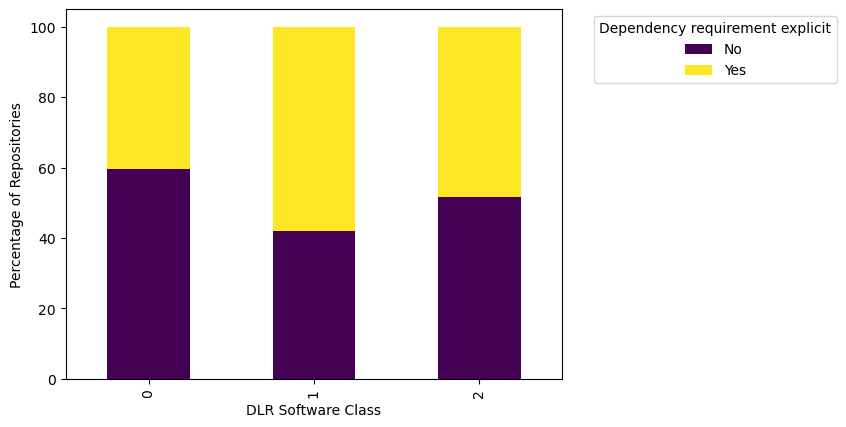 100
80
60
40
20
0
Percentage of Repositories
0
1
2
DLR Software Class
Dependency requirement explicit
No
Yes